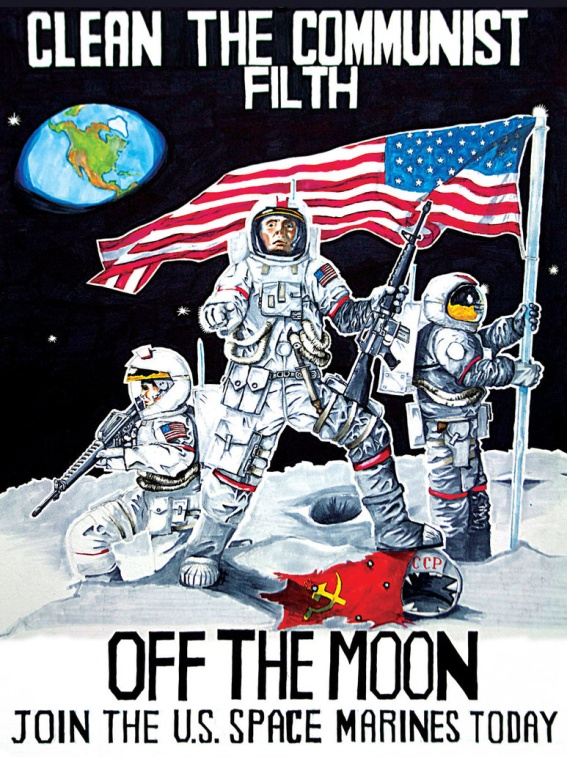 CLEAN THE COMMUNIST
FILTH
CCP
OFF THE MOON
JOIN THE U.S. SPACE MARINES TODAY